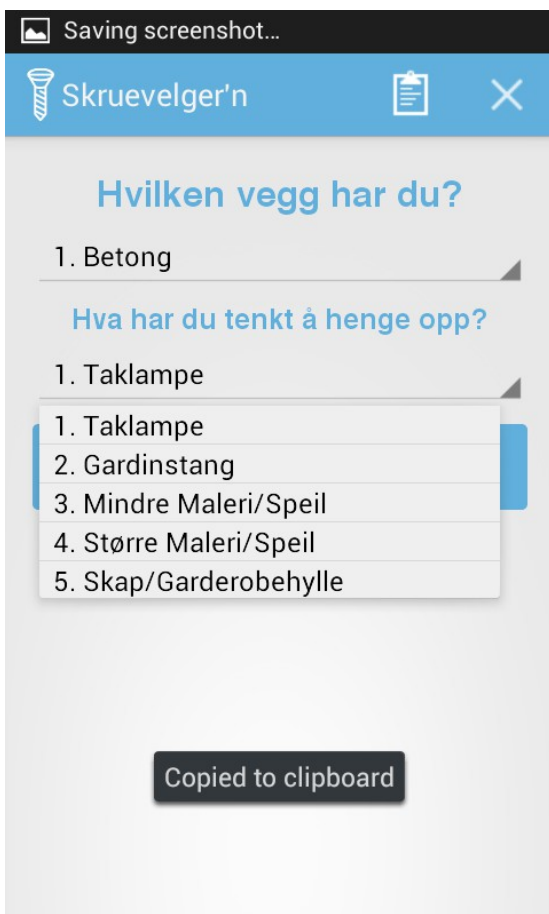 Saving screenshot...
Skruevelger'n
Hvilken vegg har du?
1. Betong
Hva har du tenkt å henge opp?
1. Taklampe
1. Taklampe
2. Gardinstang
3. Mindre Maleri/Speil
4. Større Maleri/Speil
5. Skap/Garderobehylle
Copied to clipboard